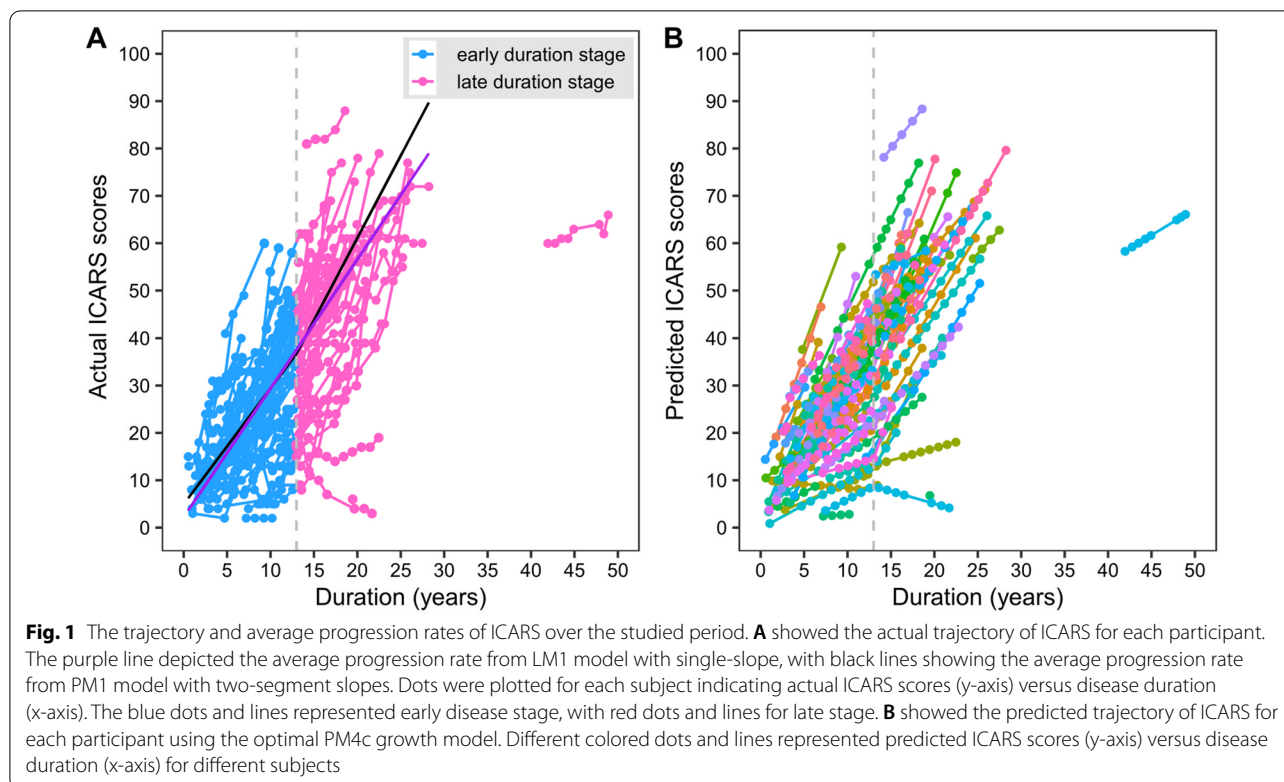 A
B
early duration stage
late duration stage
100
90
80
70
60
50
40
30
20
10
0
Actual ICARS scores
0 5 10 15 20 25 30 35 40 45 50
Duration (years)
100
90
80
70
60
50
40
30
20
10
0
Predicted ICARS scores
0 5 10 15 20 25 30 35 40 45 50
Duration (years)
Fig. 1 The trajectory and average progression rates of ICARS over the studied period. A showed the actual trajectory of ICARS for each participant.
The purple line depicted the average progression rate from LM1 model with single-slope, with black lines showing the average progression rate
from PM1 model with two-segment slopes. Dots were plotted for each subject indicating actual ICARS scores (y-axis) versus disease duration
(x-axis). The blue dots and lines represented early disease stage, with red dots and lines for late stage. B showed the predicted trajectory of ICARS for
each participant using the optimal PM4c growth model. Different colored dots and lines represented predicted ICARS scores (y-axis) versus disease
duration (x-axis) for different subjects